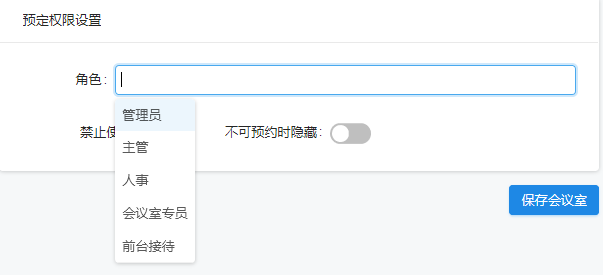 预定权限设置
角色：
管理员
禁止使 不可预约时隐藏：
主管
人事
会议室专员
保存会议室
前台接待